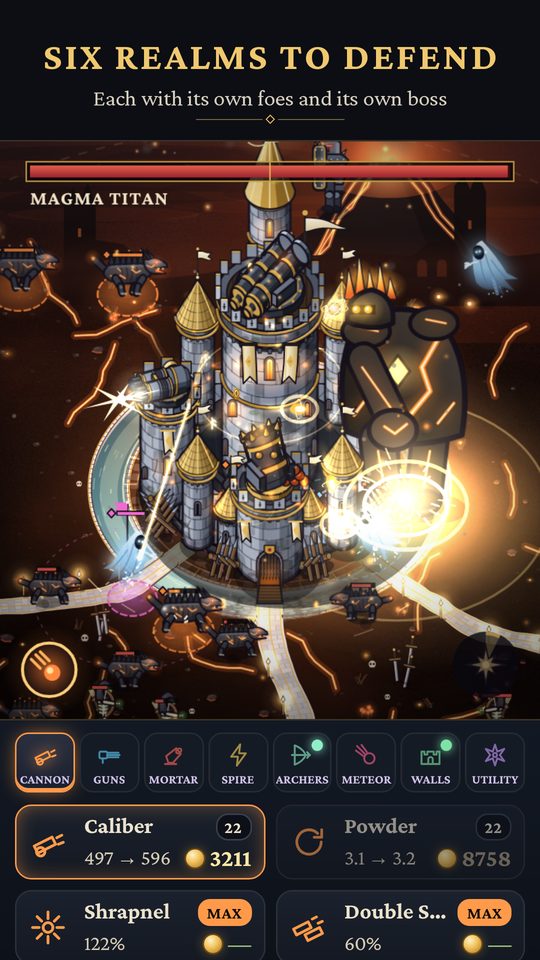 SIX REALMS TO DEFEND
Each with its own foes and its own boss
MAGMA TITAN
CANNON
GUNS
MORTAR
SPIRE
ARCHERS
METEOR
WALLS
UTILITY
Caliber 22
497 → 596 3211
Powder 22
3.1 → 3.2 8758
Shrapnel MAX
122% —
Double S... MAX
60% —